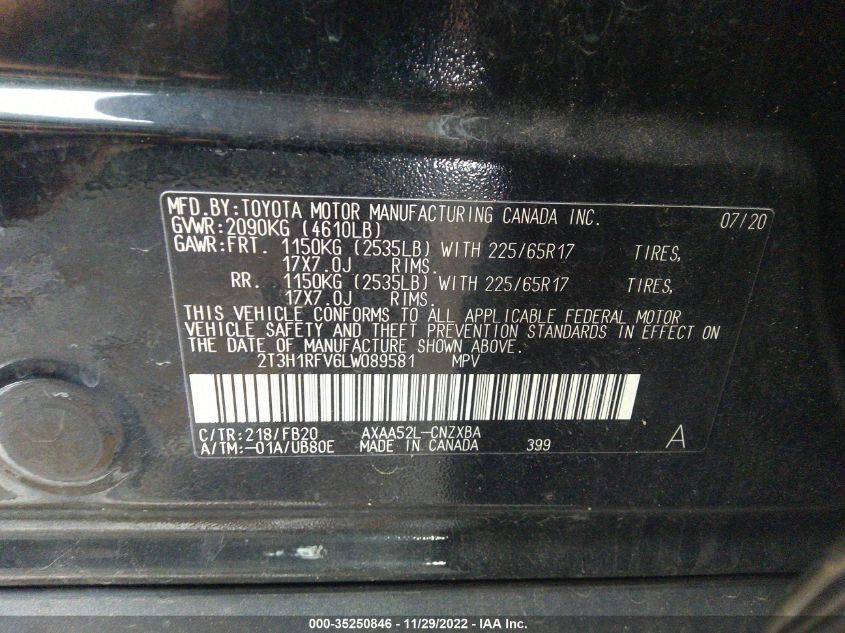 MFD.BY:TOYOTA MOTOR MANUFACTURING CANADA INC. 07/20
GVWR:2090KG (4610LB)
GAWR:FRT. 1150KG (2535LB) WITH 225/65R17 TIRES,
17X7.0J RIMS.
RR. 1150KG (2535LB) WITH 225/65R17 TIRES,
17X7.0J RIMS.
THIS VEHICLE CONFORMS TO ALL APPLICABLE FEDERAL MOTOR
VEHICLE SAFETY AND THEFT PREVENTION STANDARDS IN EFFECT ON
THE DATE OF MANUFACTURE SHOWN ABOVE.
2T3H1RFV6LW089581 MPV
C/TR:218/FB20 AXAA52L-CNZXBA
A/TM:-01A/UB80E MADE IN CANADA 399 A
000-35250846 - 11/29/2022 - IAA Inc.